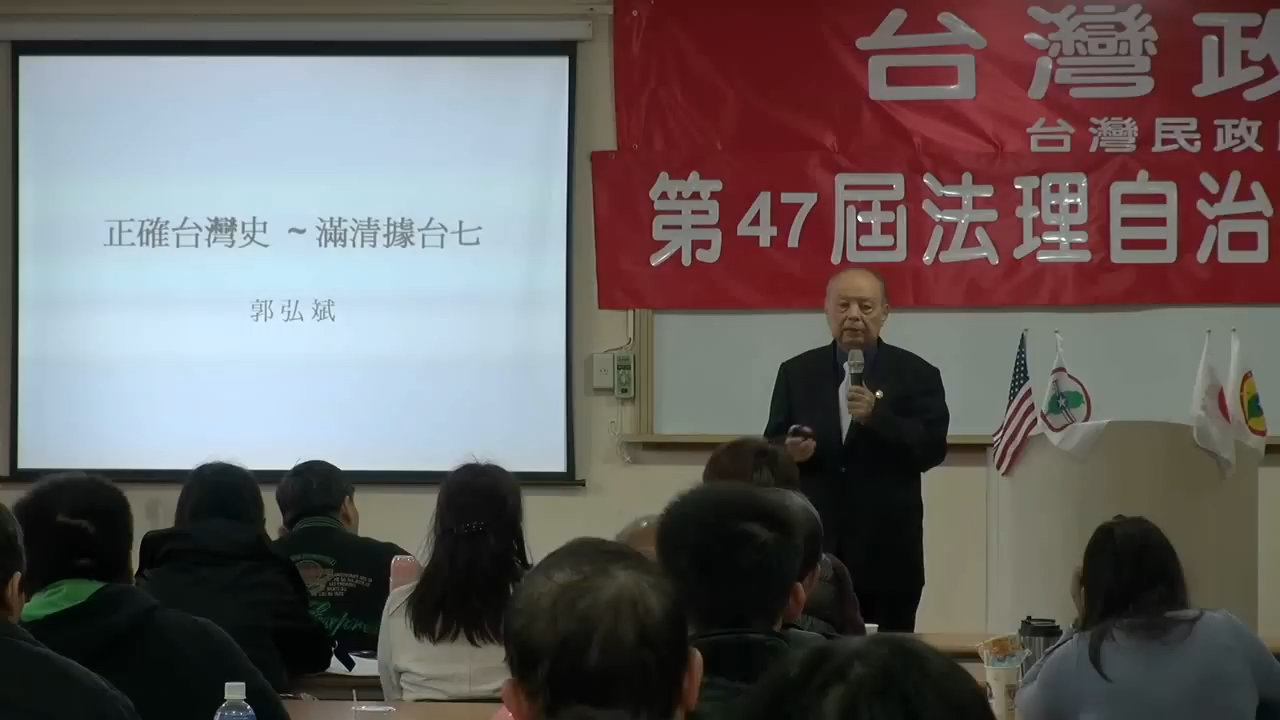 正確台灣史 ~ 滿清據台七
郭弘斌
台灣政
台灣民政
第47屆法理自治